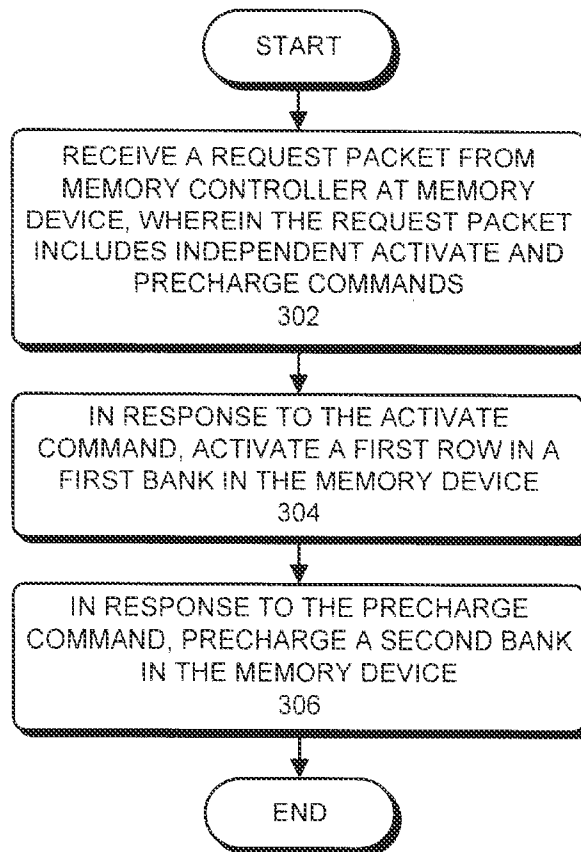 START
RECEIVE A REQUEST PACKET FROM
MEMORY CONTROLLER AT MEMORY
DEVICE, WHEREIN THE REQUEST PACKET
INCLUDES INDEPENDENT ACTIVATE AND
PRECHARGE COMMANDS
302
IN RESPONSE TO THE ACTIVATE
COMMAND, ACTIVATE A FIRST ROW IN A
FIRST BANK IN THE MEMORY DEVICE
304
IN RESPONSE TO THE PRECHARGE
COMMAND, PRECHARGE A SECOND BANK
IN THE MEMORY DEVICE
306
END